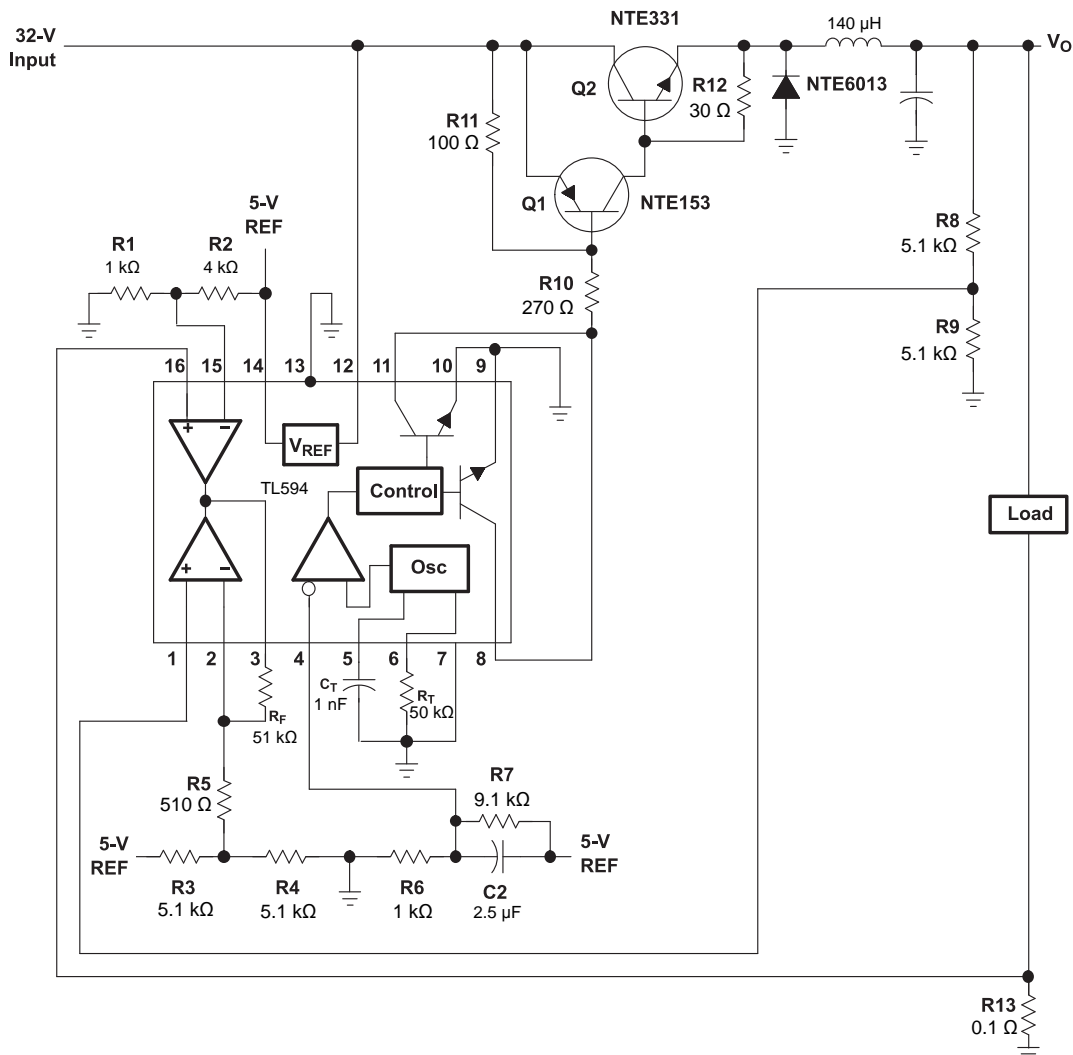 NTE331
32-V
Input
140 µH
VO
Q2
R12
30 Ω
NTE6013
R11
100 Ω
5-V
REF
Q1
NTE153
R8
5.1 kΩ
R1
1 kΩ
R2
4 kΩ
R10
270 Ω
R9
5.1 kΩ
16 15 14 13 12 11 10 9
+ −
VREF
TL594
Control
Load
+ −
Osc
1 2 3 4 5 6 7 8
CT
1 nF
RT
50 kΩ
RF
51 kΩ
R5
510 Ω
R7
9.1 kΩ
5-V
REF
5-V
REF
R3
5.1 kΩ
R4
5.1 kΩ
R6
1 kΩ
C2
2.5 µF
R13
0.1 Ω